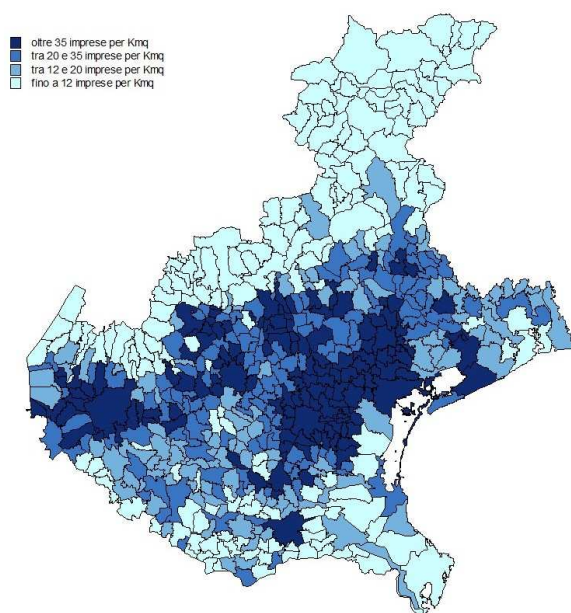 oltre 35 imprese per Kmq
tra 20 e 35 imprese per Kmq
tra 12 e 20 imprese per Kmq
fino a 12 imprese per Kmq